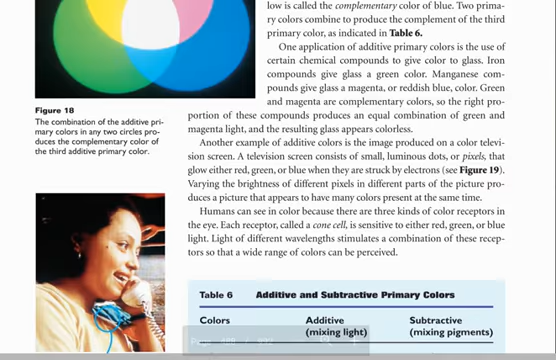 low is called the complementary color of blue. Two prima-
ry colors combine to produce the complement of the third
primary color, as indicated in Table 6.
One application of additive primary colors is the use of
certain chemical compounds to give color to glass. Iron
compounds give glass a green color. Manganese com-
pounds give glass a magenta, or reddish blue, color. Green
and magenta are complementary colors, so the right pro-
portion of these compounds produces an equal combination of green and
magenta light, and the resulting glass appears colorless.
Another example of additive colors is the image produced on a color televi-
sion screen. A television screen consists of small, luminous dots, or pixels, that
glow either red, green, or blue when they are struck by electrons (see Figure 19).
Varying the brightness of different pixels in different parts of the picture pro-
duces a picture that appears to have many colors present at the same time.
Humans can see in color because there are three kinds of color receptors in
the eye. Each receptor, called a cone cell, is sensitive to either red, green, or blue
light. Light of different wavelengths stimulates a combination of these recep-
tors so that a wide range of colors can be perceived.
Figure 18
The combination of the additive pri-
mary colors in any two circles pro-
duces the complementary color of
the third additive primary color.
Table 6 Additive and Subtractive Primary Colors
Colors Additive Subtractive
(mixing light) (mixing pigments)